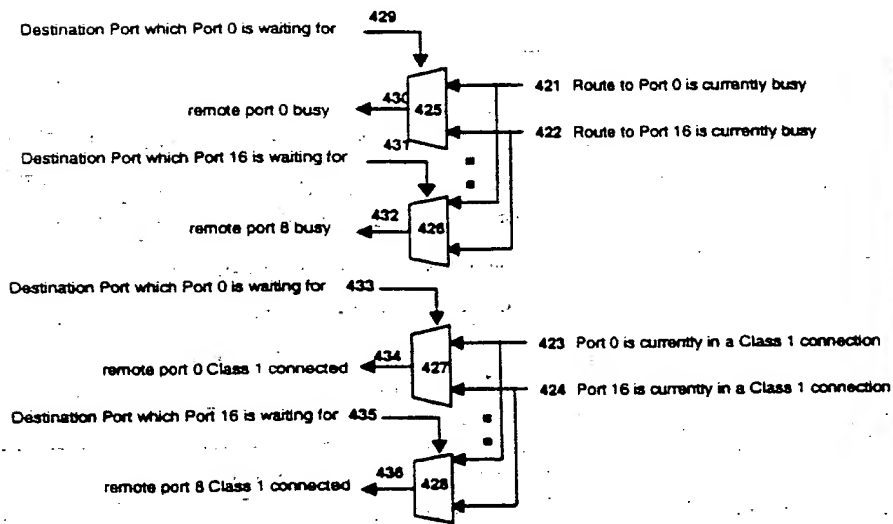 429
Destination Port which Port 0 is waiting for
421 Route to Port 0 is currently busy
430
425
remote port 0 busy
422 Route to Port 16 is currently busy
431
Destination Port which Port 16 is waiting for
432
426
remote port 8 busy
Destination Port which Port 0 is waiting for 433
423 Port 0 is currently in a Class 1 connection
434
427
remote port 0 Class 1 connected
424 Port 16 is currently in a Class 1 connection
Destination Port which Port 16 is waiting for 435
436
428
remote port 8 Class 1 connected